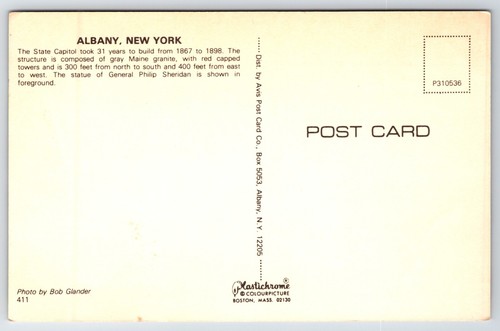 ALBANY, NEW YORK
The State Capitol took 31 years to build from 1867 to 1898. The
structure is composed of gray Maine granite, with red capped
towers and is 300 feet from north to south and 400 feet from east
to west. The statue of General Philip Sheridan is shown in
foreground.
Photo by Bob Glander
411
Dist. by Avis Post Card Co., Box 5053, Albany, N. Y. 12205
Plastichrome®
© COLOURPICTURE
BOSTON, MASS. 02130
P310536
POST CARD